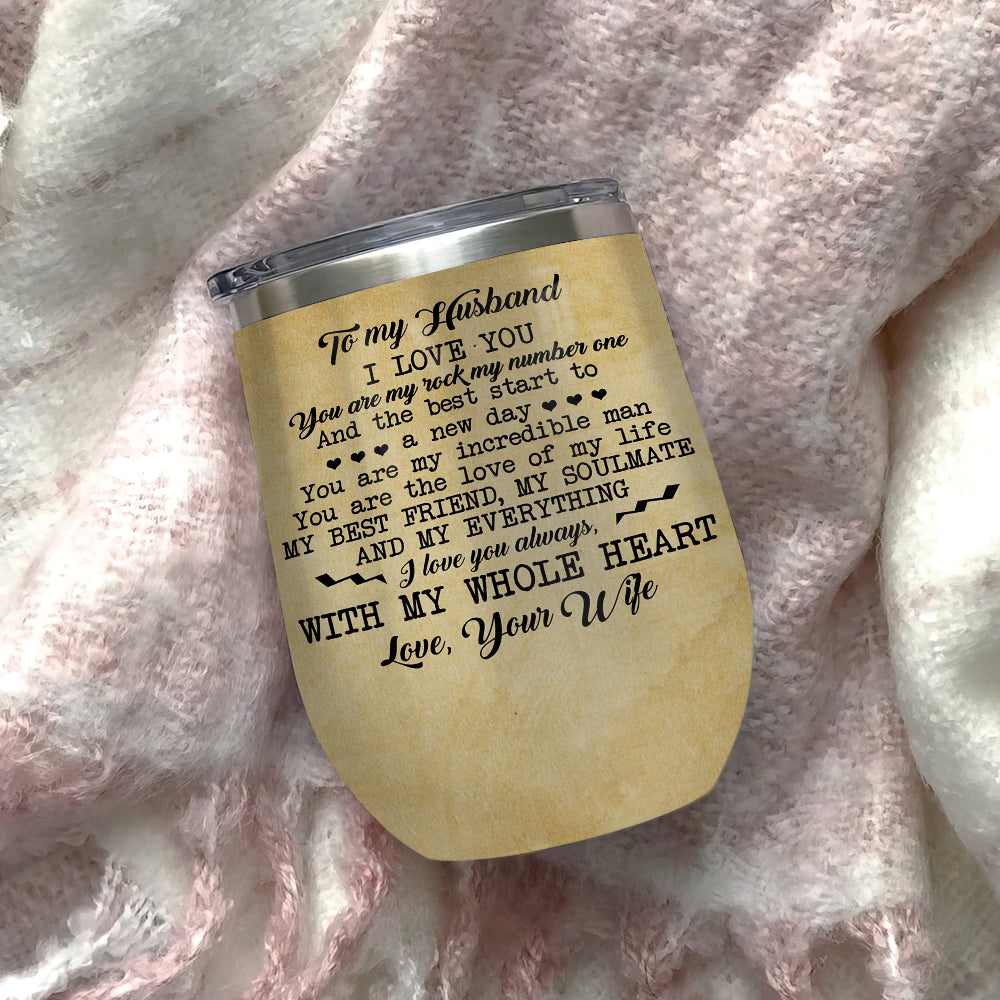 To my Husband
I LOVE YOU
You are my rock my number one
And the best start to
a new day
You are my incredible man
You are the love of my life
MY BEST FRIEND, MY SOULMATE
AND MY EVERYTHING
I love you always,
WITH MY WHOLE HEART
Love, Your Wife